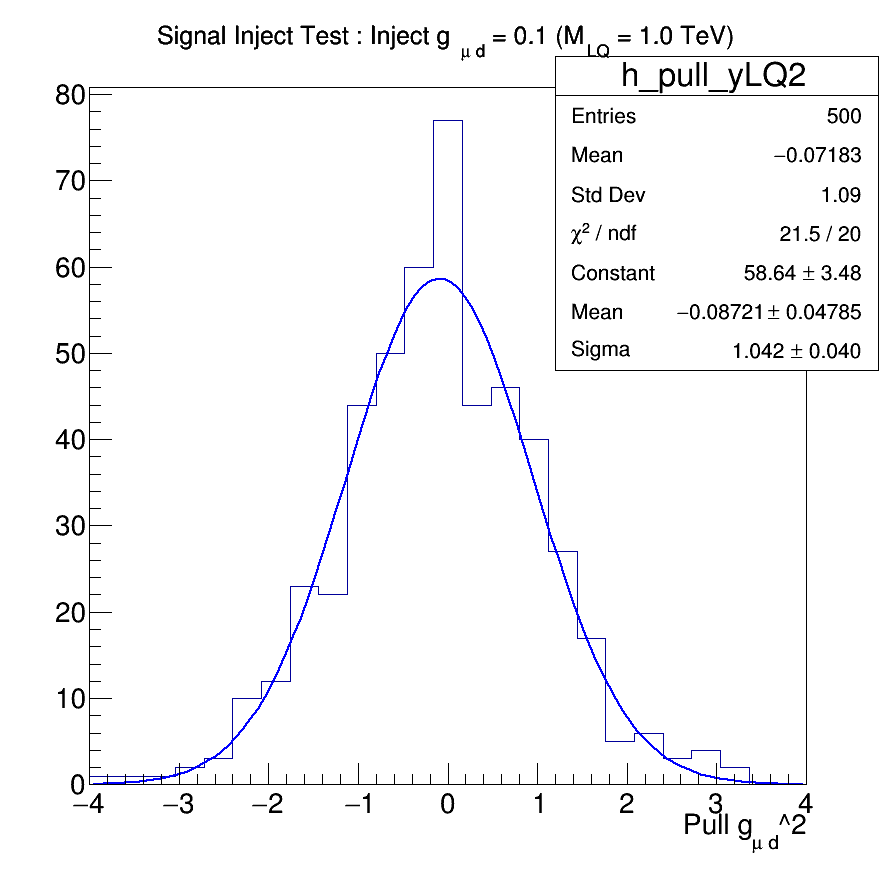 Signal Inject Test : Inject g μ d = 0.1 (M LQ = 1.0 TeV)
h_pull_yLQ2
Entries 500
Mean −0.07183
Std Dev 1.09
χ² / ndf 21.5 / 20
Constant 58.64 ± 3.48
Mean −0.08721 ± 0.04785
Sigma 1.042 ± 0.040
80
70
60
50
40
30
20
10
0
−4 −3 −2 −1 0 1 2 3 4
Pull g μ d ^2